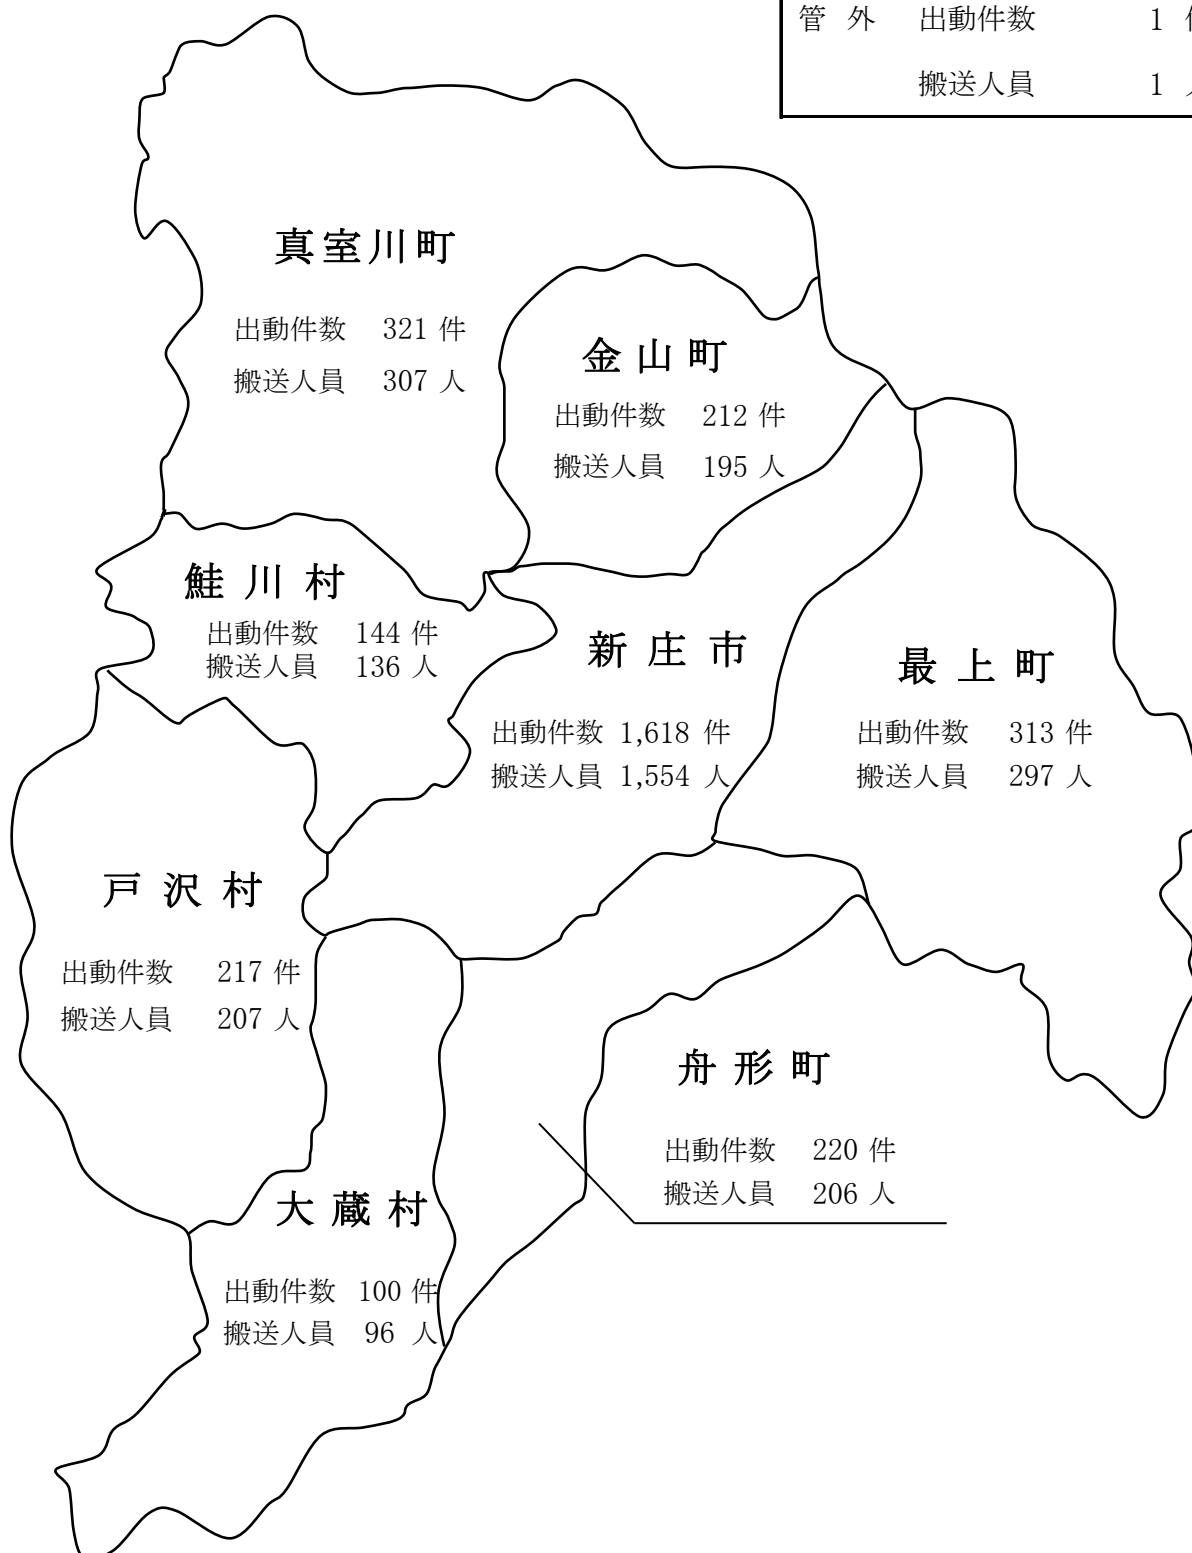 管 外 出動件数 1
搬送人員 1
真室川町
出動件数 321 件
搬送人員 307 人
金山町
出動件数 212 件
搬送人員 195 人
鮭川村
出動件数 144 件
搬送人員 136 人
新庄市
出動件数 1,618 件
搬送人員 1,554 人
最上町
出動件数 313 件
搬送人員 297 人
戸沢村
出動件数 217 件
搬送人員 207 人
舟形町
出動件数 220 件
搬送人員 206 人
大蔵村
出動件数 100 件
搬送人員 96 人